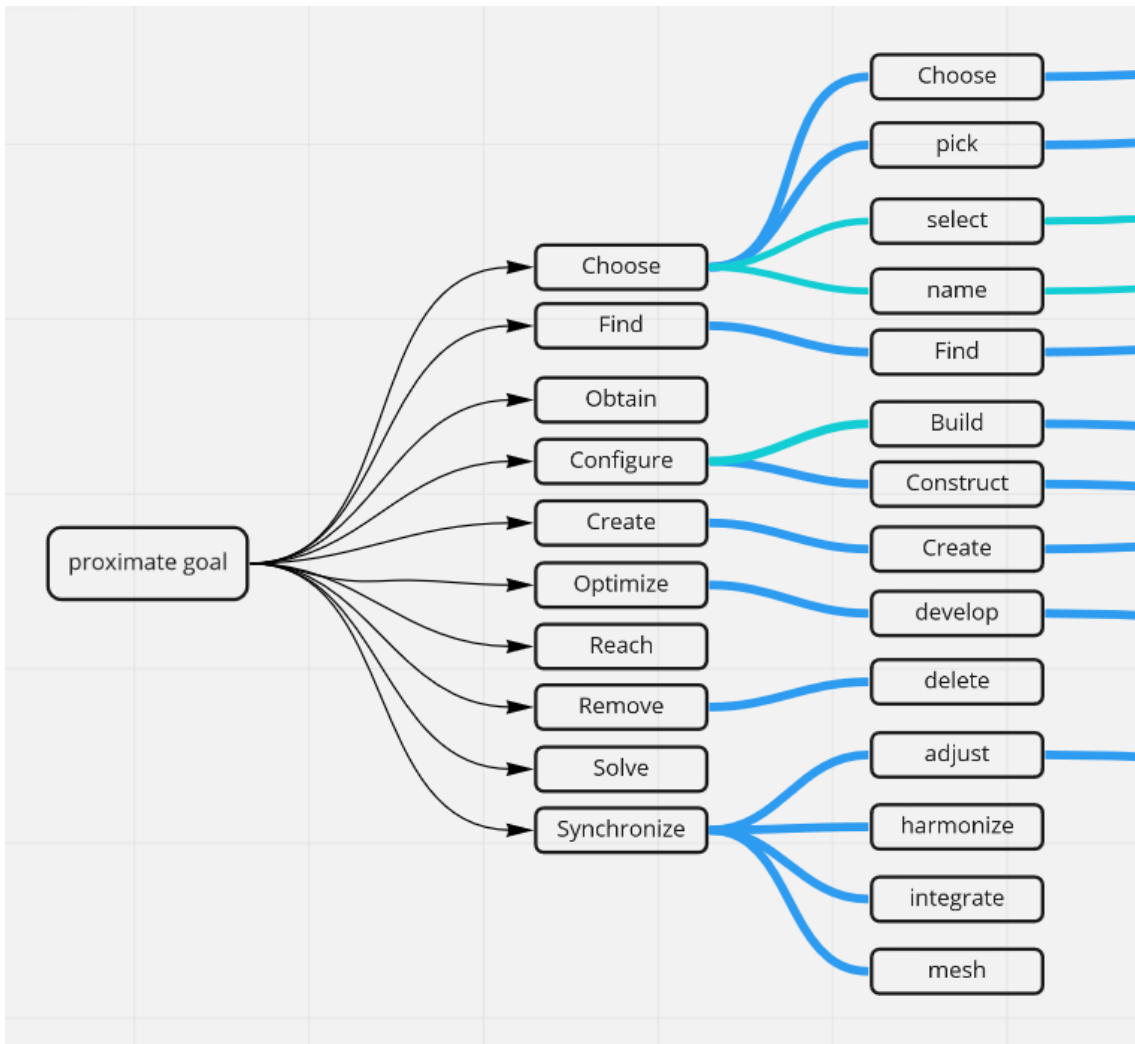 proximate goal
Choose
Find
Obtain
Configure
Create
Optimize
Reach
Remove
Solve
Synchronize
Choose
pick
select
name
Find
Build
Construct
Create
develop
delete
adjust
harmonize
integrate
mesh